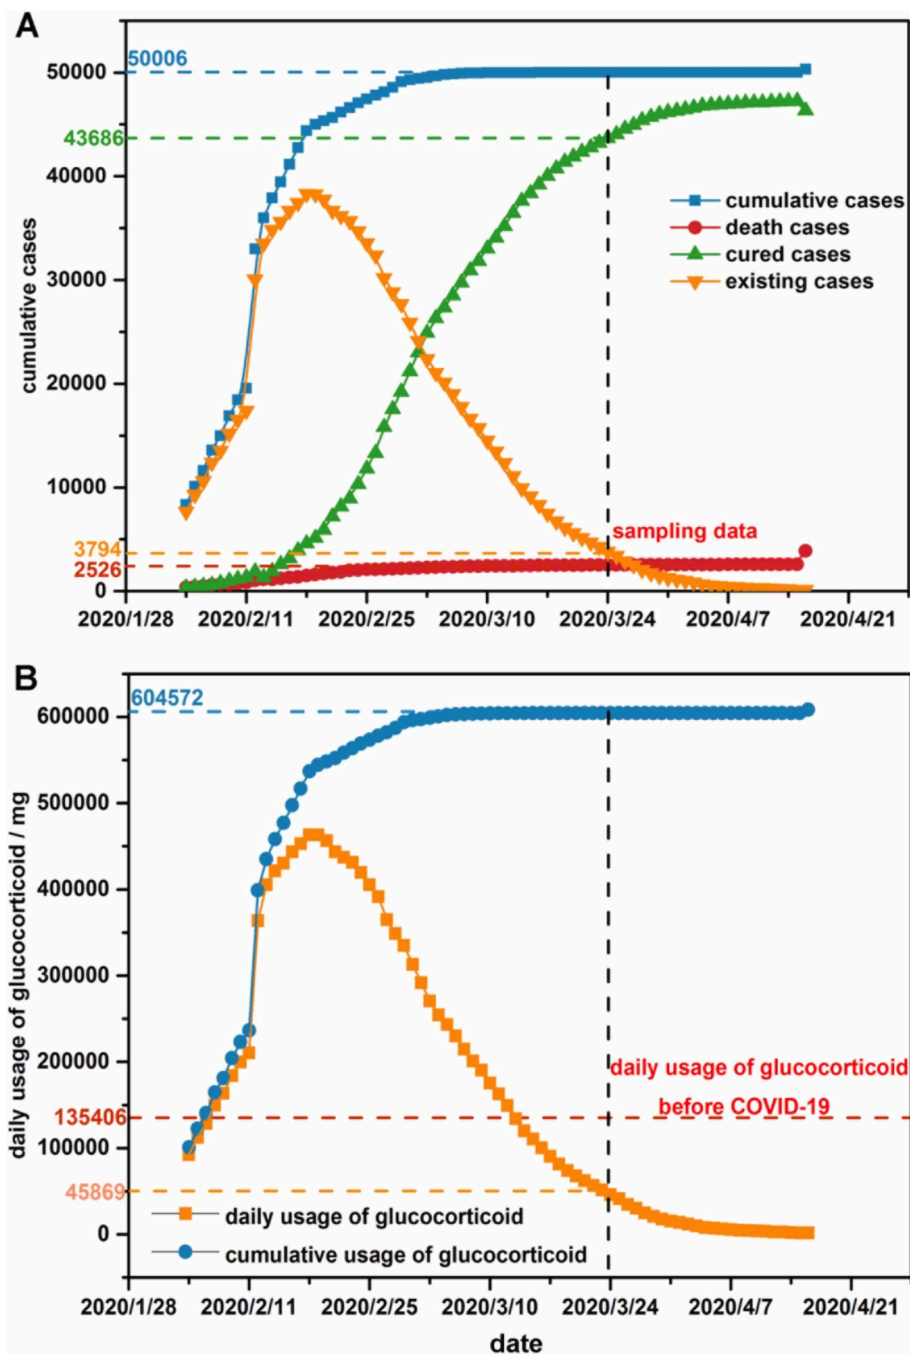 A
50006
50000
43686
40000
cumulative cases
death cases
cured cases
existing cases
30000
cumulative cases
20000
10000
sampling data
3794
2526
0
2020/1/28 2020/2/11 2020/2/25 2020/3/10 2020/3/24 2020/4/7 2020/4/21
B
604572
600000
500000
400000
daily usage of glucocorticoid / mg
300000
200000
daily usage of glucocorticoid
before COVID-19
135406
100000
45869
daily usage of glucocorticoid
0
cumulative usage of glucocorticoid
2020/1/28 2020/2/11 2020/2/25 2020/3/10 2020/3/24 2020/4/7 2020/4/21
date